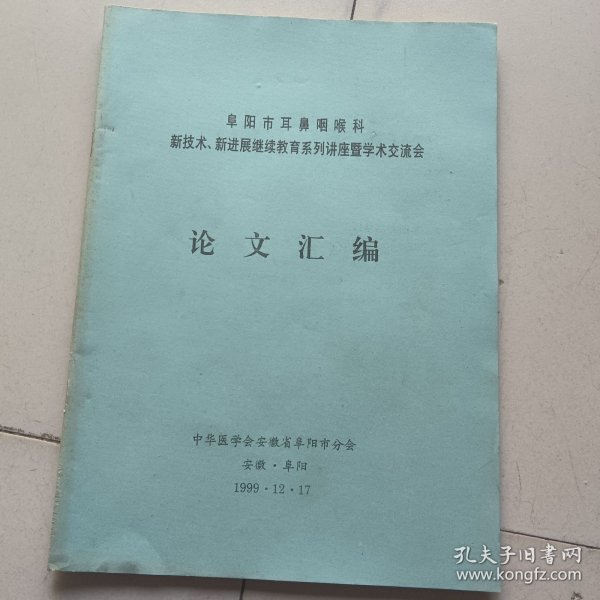 阜阳市耳鼻咽喉科
新技术、新进展继续教育系列讲座暨学术交流会
论文汇编
中华医学会安徽省阜阳市分会
安徽·阜阳
1999·12·17
孔夫子旧书网
www.kongfz.com